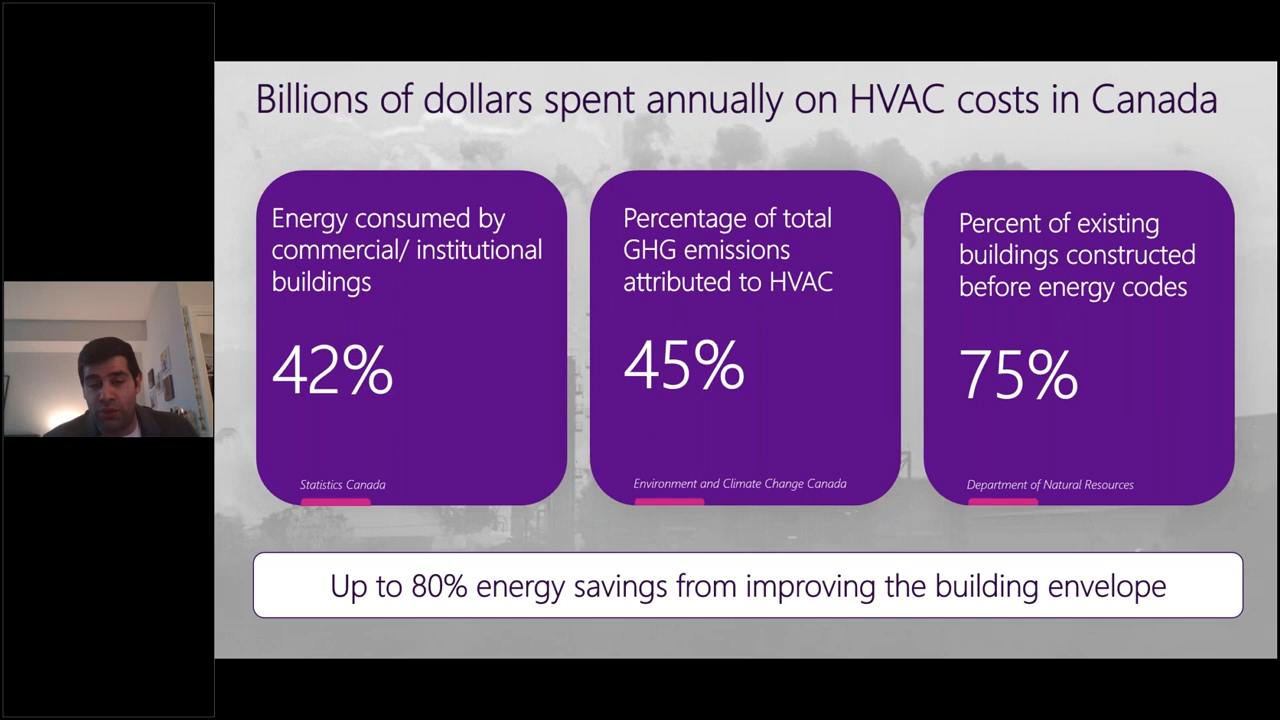 Billions of dollars spent annually on HVAC costs in Canada
Energy consumed by
commercial/ institutional
buildings
42%
Statistics Canada
Percentage of total
GHG emissions
attributed to HVAC
45%
Environment and Climate Change Canada
Percent of existing
buildings constructed
before energy codes
75%
Department of Natural Resources
Up to 80% energy savings from improving the building envelope